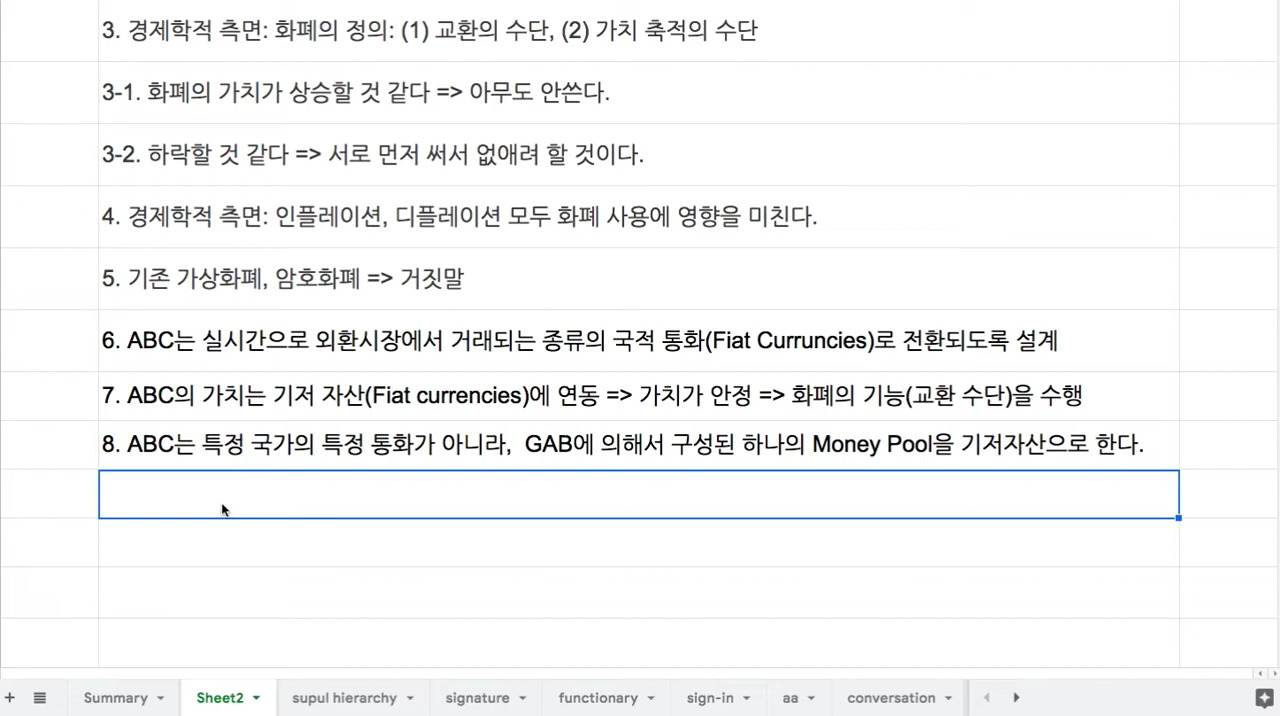 3. 경제학적 측면: 화폐의 정의: (1) 교환의 수단, (2) 가치 축적의 수단
3-1. 화폐의 가치가 상승할 것 같다 => 아무도 안쓴다.
3-2. 하락할 것 같다 => 서로 먼저 써서 없애려 할 것이다.
4. 경제학적 측면: 인플레이션, 디플레이션 모두 화폐 사용에 영향을 미친다.
5. 기존 가상화폐, 암호화폐 => 거짓말
6. ABC는 실시간으로 외환시장에서 거래되는 종류의 국적 통화(Fiat Curruncies)로 전환되도록 설계
7. ABC의 가치는 기저 자산(Fiat currencies)에 연동 => 가치가 안정 => 화폐의 기능(교환 수단)을 수행
8. ABC는 특정 국가의 특정 통화가 아니라, GAB에 의해서 구성된 하나의 Money Pool을 기저자산으로 한다.
Summary Sheet2 supul hierarchy signature functionary sign-in aa conversation